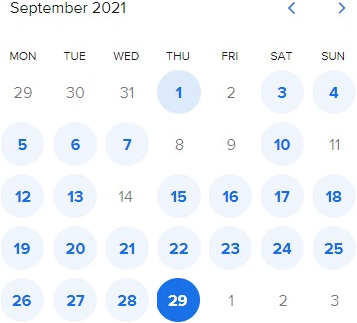 September 2021
MON TUE WED THU FRI SAT SUN
29 30 31 1 2 3 4
5 6 7 8 9 10 11
12 13 14 15 16 17 18
19 20 21 22 23 24 25
26 27 28 29 1 2 3